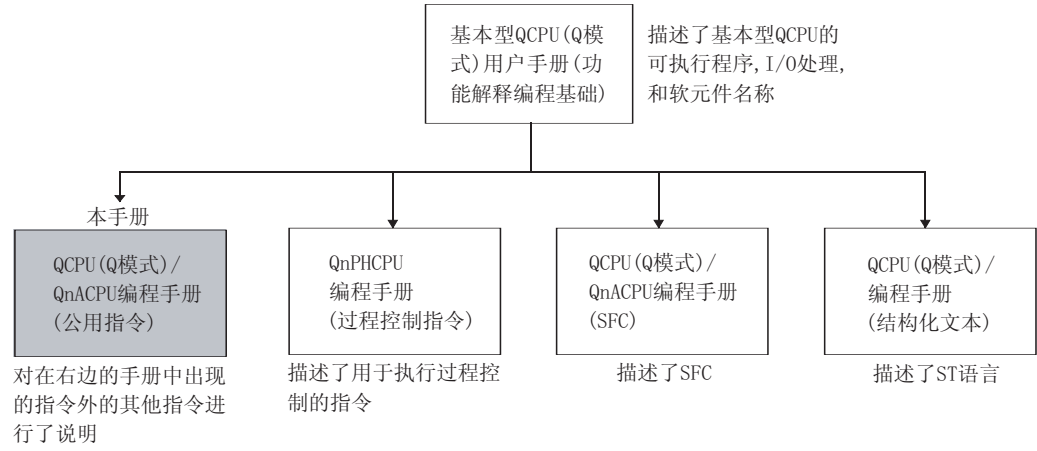 基本型QCPU(Q模
式)用户手册(功
能解释编程基础)
描述了基本型QCPU的
可执行程序,I/O处理,
和软元件名称
本手册
QCPU(Q模式)/
QnACPU编程手册
(公用指令)
对在右边的手册中出现
的指令外的其他指令进
行了说明
QnPHCPU
编程手册
(过程控制指令)
描述了用于执行过程控
制的指令
QCPU(Q模式)/
QnACPU编程手册
(SFC)
描述了SFC
QCPU(Q模式)/
编程手册
(结构化文本)
描述了ST语言